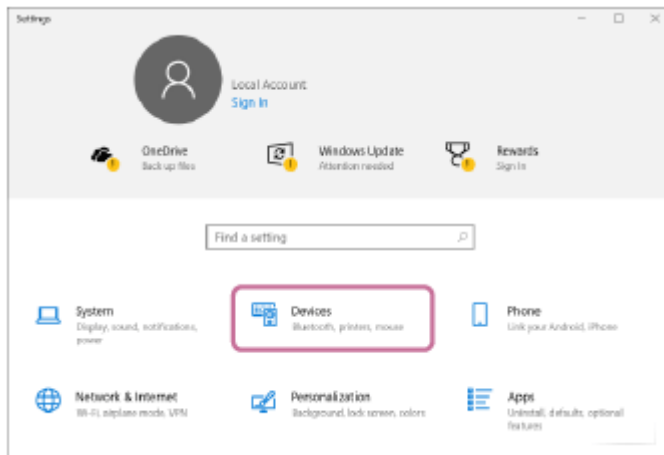 Settings
Local Account
Sign in
OneDrive
Back up files
Windows Update
Attention needed
Rewards
Sign in
Find a setting
System
Display, sound, notifications,
power
Devices
Bluetooth, printers, mouse
Phone
Link your Android, iPhone
Network & Internet
Wi-Fi, airplane mode, VPN
Personalization
Background, lock screen, colors
Apps
Uninstall, defaults, optional
features